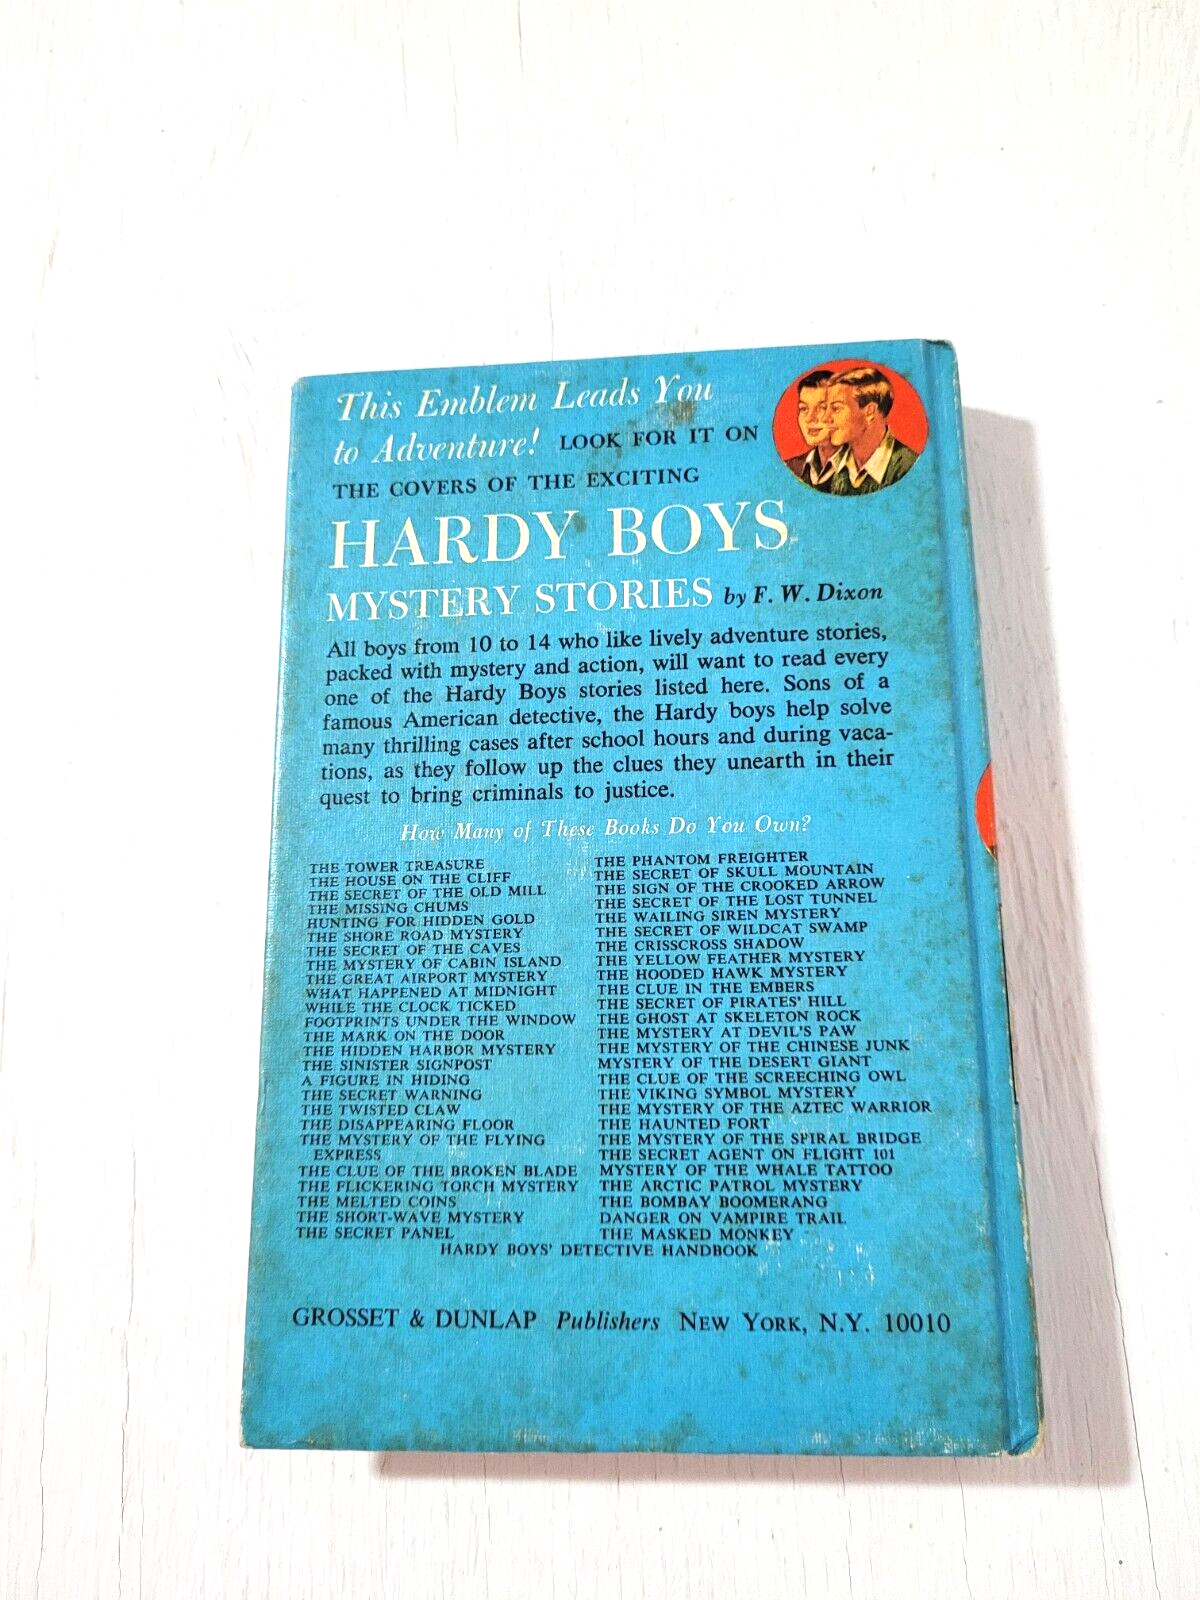 This Emblem Leads You
to Adventure! LOOK FOR IT ON
THE COVERS OF THE EXCITING
HARDY BOYS
MYSTERY STORIES by F. W. Dixon
All boys from 10 to 14 who like lively adventure stories,
packed with mystery and action, will want to read every
one of the Hardy Boys stories listed here. Sons of a
famous American detective, the Hardy boys help solve
many thrilling cases after school hours and during vaca-
tions, as they follow up the clues they unearth in their
quest to bring criminals to justice.
How Many of These Books Do You Own?
THE TOWER TREASURE
THE HOUSE ON THE CLIFF
THE SECRET OF THE OLD MILL
THE MISSING CHUMS
HUNTING FOR HIDDEN GOLD
THE SHORE ROAD MYSTERY
THE SECRET OF THE CAVES
THE MYSTERY OF CABIN ISLAND
THE GREAT AIRPORT MYSTERY
WHAT HAPPENED AT MIDNIGHT
WHILE THE CLOCK TICKED
FOOTPRINTS UNDER THE WINDOW
THE MARK ON THE DOOR
THE HIDDEN HARBOR MYSTERY
THE SINISTER SIGNPOST
A FIGURE IN HIDING
THE SECRET WARNING
THE TWISTED CLAW
THE DISAPPEARING FLOOR
THE MYSTERY OF THE FLYING
EXPRESS
THE CLUE OF THE BROKEN BLADE
THE FLICKERING TORCH MYSTERY
THE MELTED COINS
THE SHORT-WAVE MYSTERY
THE SECRET PANEL
THE PHANTOM FREIGHTER
THE SECRET OF SKULL MOUNTAIN
THE SIGN OF THE CROOKED ARROW
THE SECRET OF THE LOST TUNNEL
THE WAILING SIREN MYSTERY
THE SECRET OF WILDCAT SWAMP
THE CRISSCROSS SHADOW
THE YELLOW FEATHER MYSTERY
THE HOODED HAWK MYSTERY
THE CLUE IN THE EMBERS
THE SECRET OF PIRATES' HILL
THE GHOST AT SKELETON ROCK
THE MYSTERY AT DEVIL'S PAW
THE MYSTERY OF THE CHINESE JUNK
MYSTERY OF THE DESERT GIANT
THE CLUE OF THE SCREECHING OWL
THE VIKING SYMBOL MYSTERY
THE MYSTERY OF THE AZTEC WARRIOR
THE HAUNTED FORT
THE MYSTERY OF THE SPIRAL BRIDGE
THE SECRET AGENT ON FLIGHT 101
MYSTERY OF THE WHALE TATTOO
THE ARCTIC PATROL MYSTERY
THE BOMBAY BOOMERANG
DANGER ON VAMPIRE TRAIL
THE MASKED MONKEY
HARDY BOYS' DETECTIVE HANDBOOK
GROSSET & DUNLAP Publishers NEW YORK, N.Y. 10010